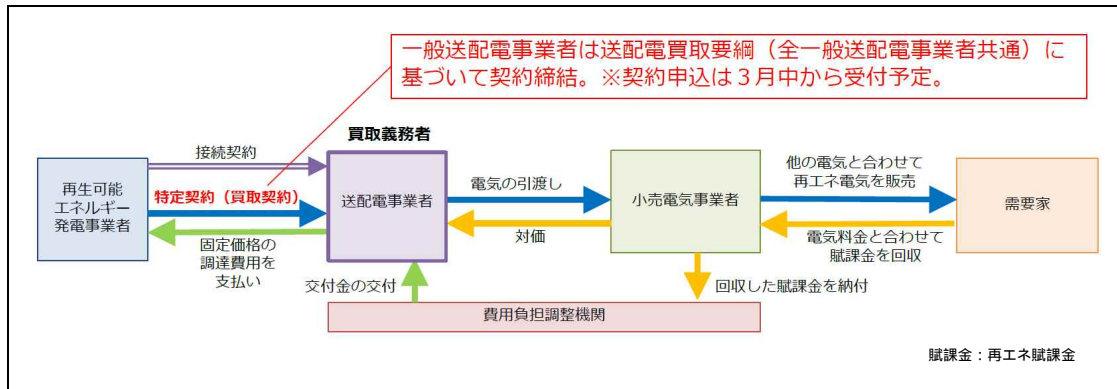 一般送配電事業者は送配電買取要綱（全一般送配電事業者共通）に
基づいて契約締結。※契約申込は３月中から受付予定。
買取義務者
接続契約
再生可能
エネルギー
発電事業者
特定契約（買取契約）
固定価格の
調達費用を
支払い
送配電事業者
電気の引渡し
対価
小売電気事業者
他の電気と合わせて
再エネ電気を販売
電気料金と合わせて
賦課金を回収
需要家
交付金の交付
回収した賦課金を納付
費用負担調整機関
賦課金：再エネ賦課金